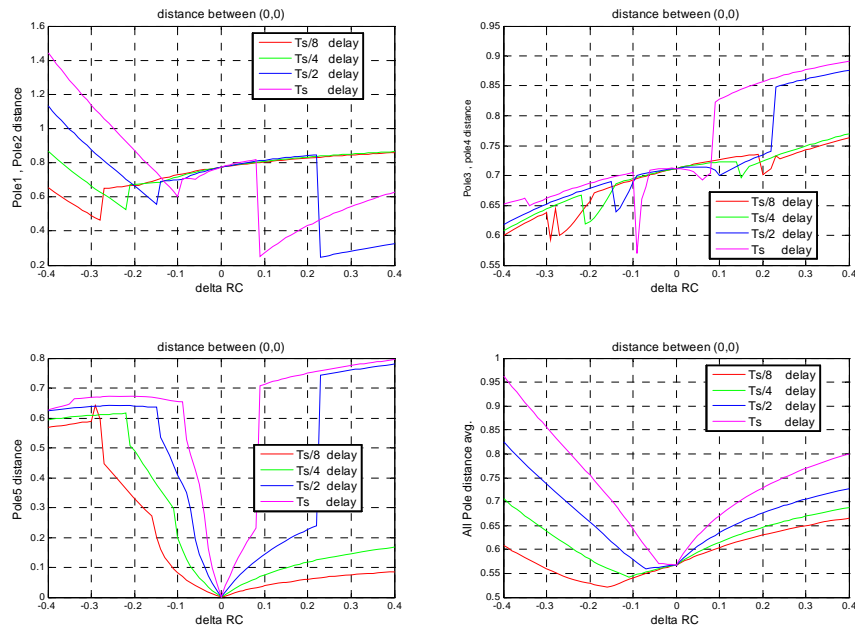 distance between (0,0)
1.6
1.4
1.2
1
0.8
0.6
0.4
0.2
Pole1 , Pole2 distance
Ts/8 delay
Ts/4 delay
Ts/2 delay
Ts delay
-0.4 -0.3 -0.2 -0.1 0 0.1 0.2 0.3 0.4
delta RC
distance between (0,0)
0.95
0.9
0.85
0.8
0.75
0.7
0.65
0.6
0.55
Pole3 , pole4 distance
Ts/8 delay
Ts/4 delay
Ts/2 delay
Ts delay
-0.4 -0.3 -0.2 -0.1 0 0.1 0.2 0.3 0.4
delta RC
distance between (0,0)
0.8
0.7
0.6
0.5
0.4
0.3
0.2
0.1
0
Pole5 distance
Ts/8 delay
Ts/4 delay
Ts/2 delay
Ts delay
-0.4 -0.3 -0.2 -0.1 0 0.1 0.2 0.3 0.4
delta RC
distance between (0,0)
1
0.95
0.9
0.85
0.8
0.75
0.7
0.65
0.6
0.55
0.5
All Pole distance avg.
Ts/8 delay
Ts/4 delay
Ts/2 delay
Ts delay
-0.4 -0.3 -0.2 -0.1 0 0.1 0.2 0.3 0.4
delta RC